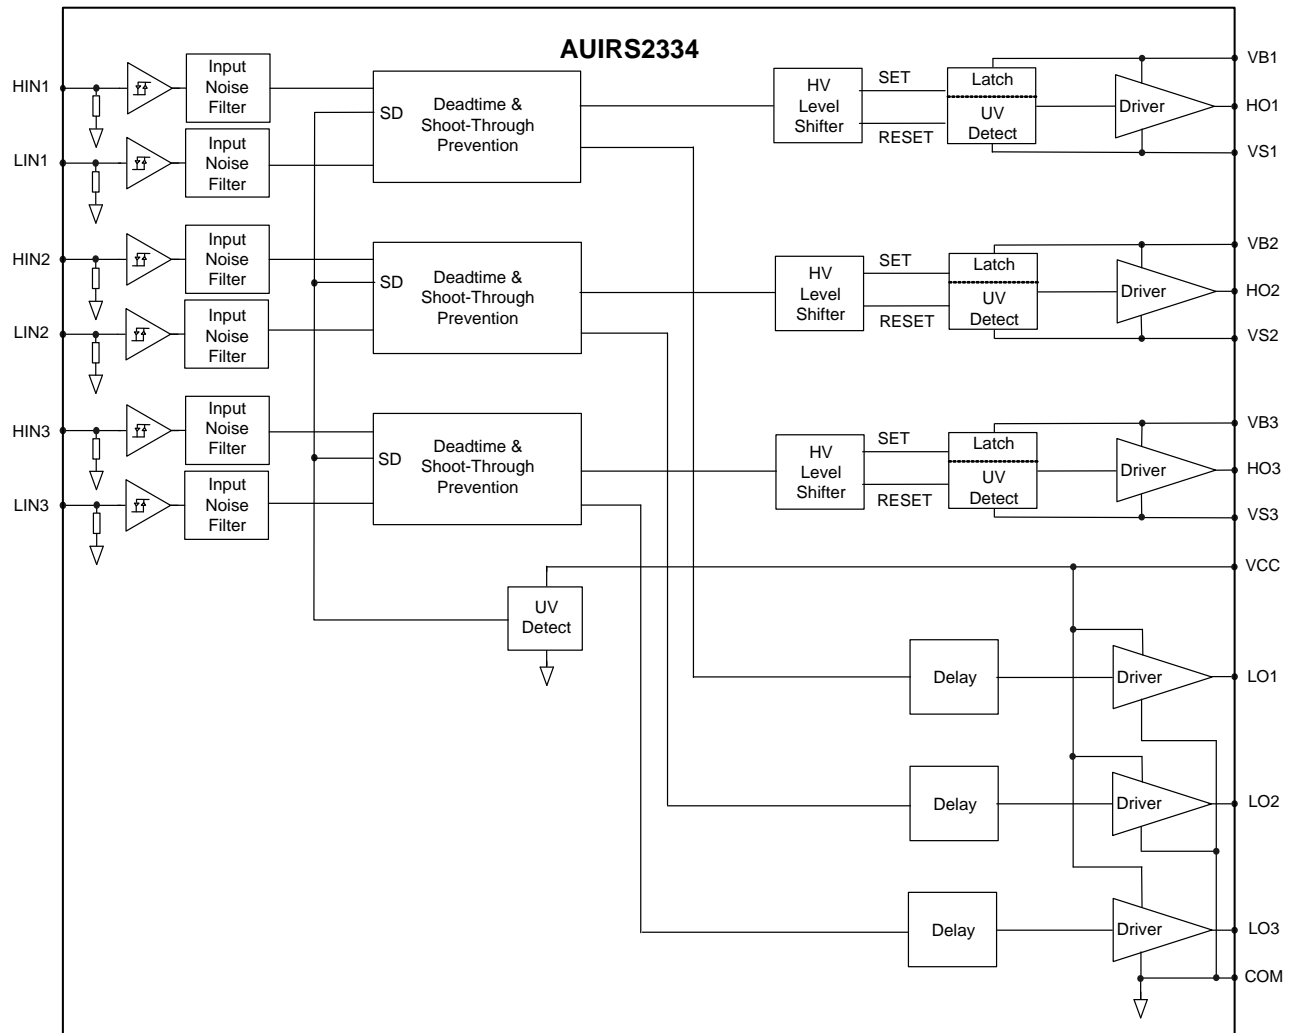 AUIRS2334
HIN1
Input
Noise
Filter
LIN1
Input
Noise
Filter
SD
Deadtime &
Shoot-Through
Prevention
HV
Level
Shifter
SET
RESET
Latch
UV
Detect
Driver
VB1
HO1
VS1
HIN2
Input
Noise
Filter
LIN2
Input
Noise
Filter
SD
Deadtime &
Shoot-Through
Prevention
HV
Level
Shifter
SET
RESET
Latch
UV
Detect
Driver
VB2
HO2
VS2
HIN3
Input
Noise
Filter
LIN3
Input
Noise
Filter
SD
Deadtime &
Shoot-Through
Prevention
HV
Level
Shifter
SET
RESET
Latch
UV
Detect
Driver
VB3
HO3
VS3
VCC
UV
Detect
Delay
Driver
LO1
Delay
Driver
LO2
Delay
Driver
LO3
COM